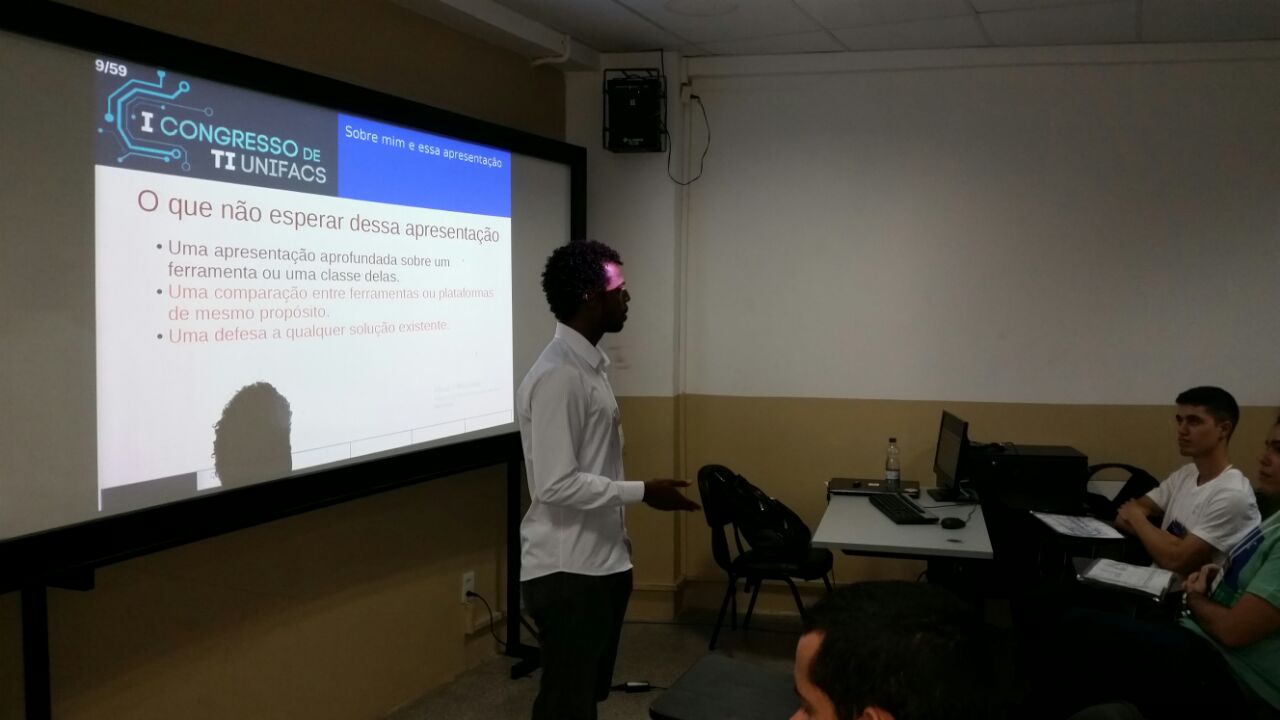 9/59
I CONGRESSO DE
TI UNIFACS
Sobre mim e essa apresentação
O que não esperar dessa apresentação
• Uma apresentação aprofundada sobre um
ferramenta ou uma classe delas.
• Uma comparação entre ferramentas ou plataformas
de mesmo propósito.
• Uma defesa a qualquer solução existente.